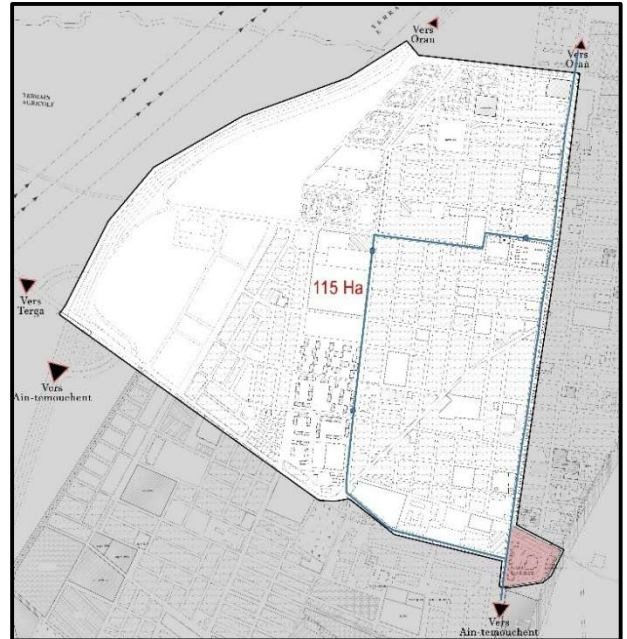 Vers
Oran
Vers
Oran
TERRAIN
AGRICOLE
115 Ha
Vers
Terga
Vers
Ain-temouchent
Vers
Ain-temouchent